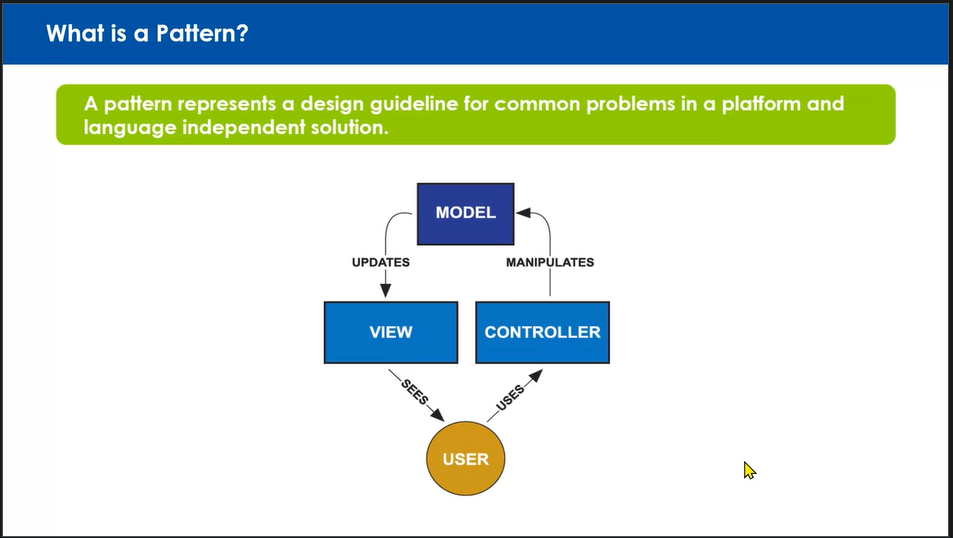 What is a Pattern?
A pattern represents a design guideline for common problems in a platform and
language independent solution.
MODEL
UPDATES
MANIPULATES
VIEW
CONTROLLER
SEES
USES
USER